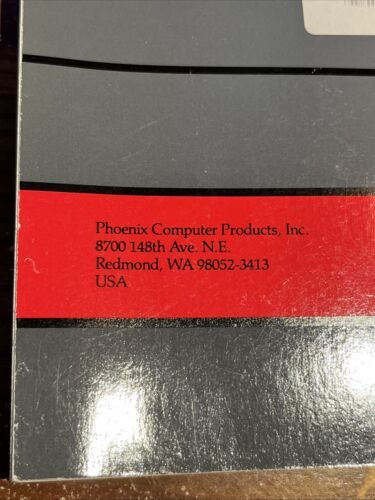 Phoenix Computer Products, Inc.
8700 148th Ave. N.E.
Redmond, WA 98052-3413
USA